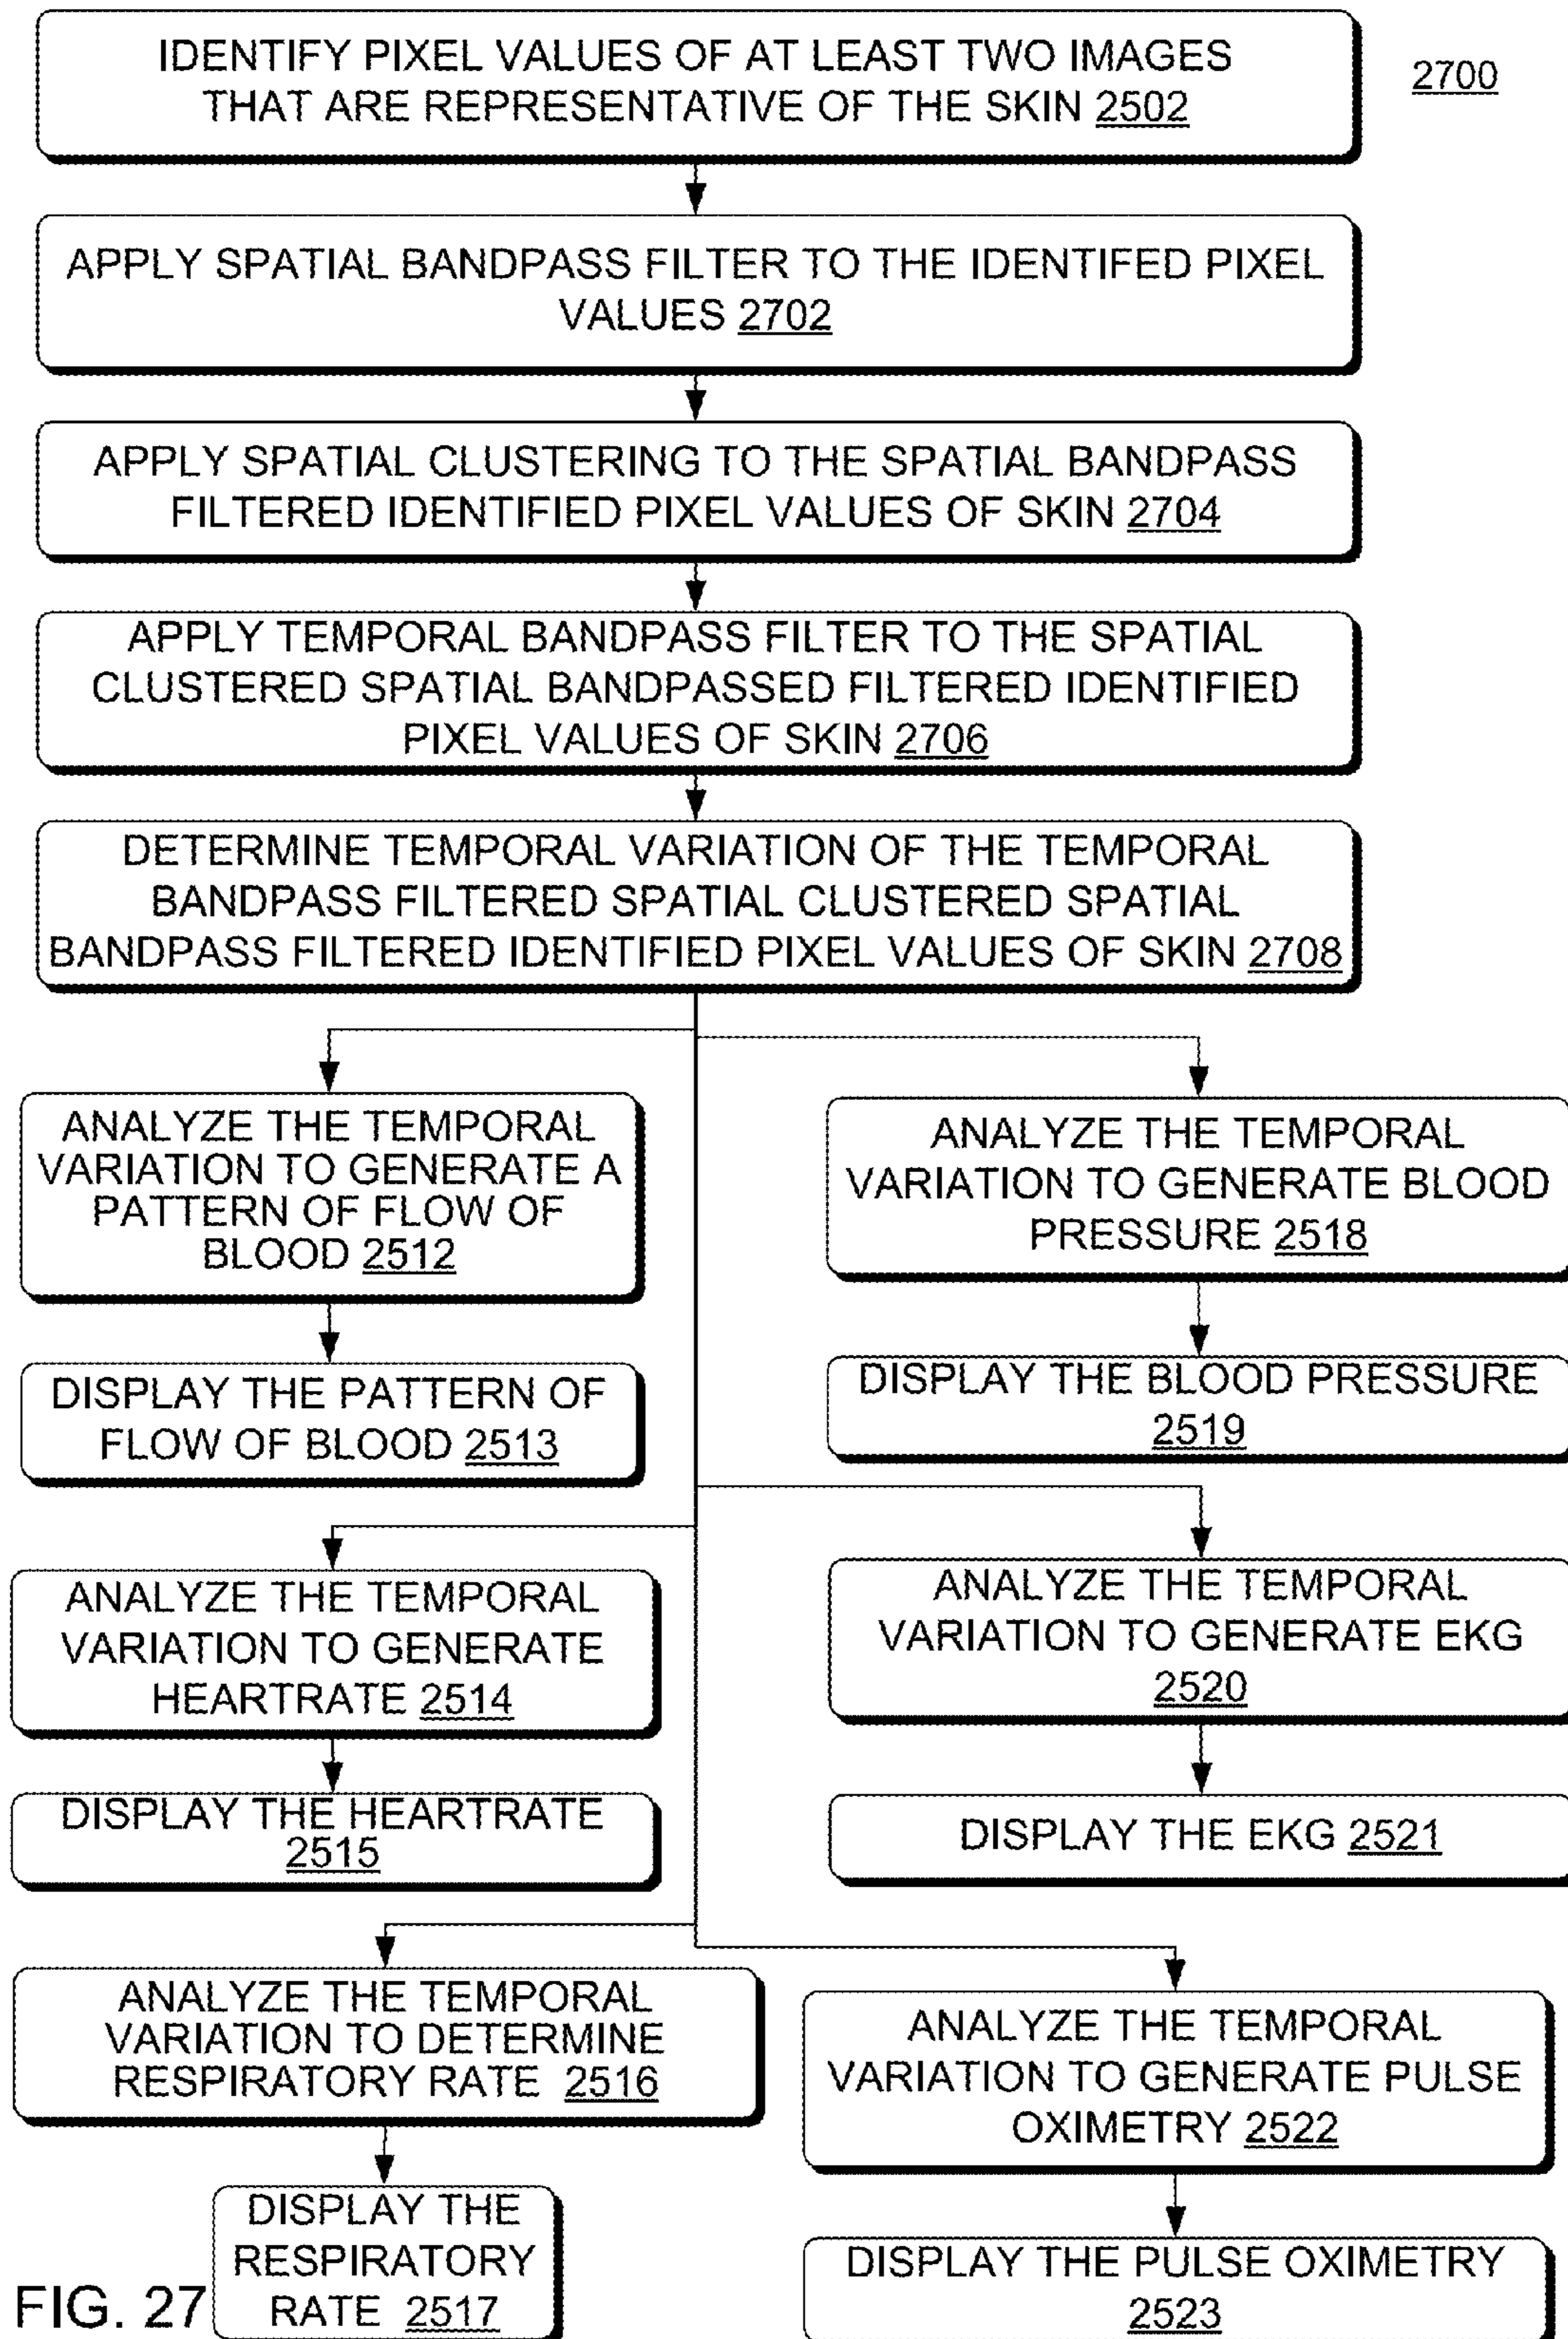 IDENTIFY PIXEL VALUES OF AT LEAST TWO IMAGES
THAT ARE REPRESENTATIVE OF THE SKIN 2502
2700
APPLY SPATIAL BANDPASS FILTER TO THE IDENTIFED PIXEL
VALUES 2702
APPLY SPATIAL CLUSTERING TO THE SPATIAL BANDPASS
FILTERED IDENTIFIED PIXEL VALUES OF SKIN 2704
APPLY TEMPORAL BANDPASS FILTER TO THE SPATIAL
CLUSTERED SPATIAL BANDPASSED FILTERED IDENTIFIED
PIXEL VALUES OF SKIN 2706
DETERMINE TEMPORAL VARIATION OF THE TEMPORAL
BANDPASS FILTERED SPATIAL CLUSTERED SPATIAL
BANDPASS FILTERED IDENTIFIED PIXEL VALUES OF SKIN 2708
ANALYZE THE TEMPORAL
VARIATION TO GENERATE A
PATTERN OF FLOW OF
BLOOD 2512
ANALYZE THE TEMPORAL
VARIATION TO GENERATE BLOOD
PRESSURE 2518
DISPLAY THE PATTERN OF
FLOW OF BLOOD 2513
DISPLAY THE BLOOD PRESSURE
2519
ANALYZE THE TEMPORAL
VARIATION TO GENERATE
HEARTRATE 2514
ANALYZE THE TEMPORAL
VARIATION TO GENERATE EKG
2520
DISPLAY THE HEARTRATE
2515
DISPLAY THE EKG 2521
ANALYZE THE TEMPORAL
VARIATION TO DETERMINE
RESPIRATORY RATE 2516
ANALYZE THE TEMPORAL
VARIATION TO GENERATE PULSE
OXIMETRY 2522
DISPLAY THE
RESPIRATORY
RATE 2517
DISPLAY THE PULSE OXIMETRY
2523
FIG. 27